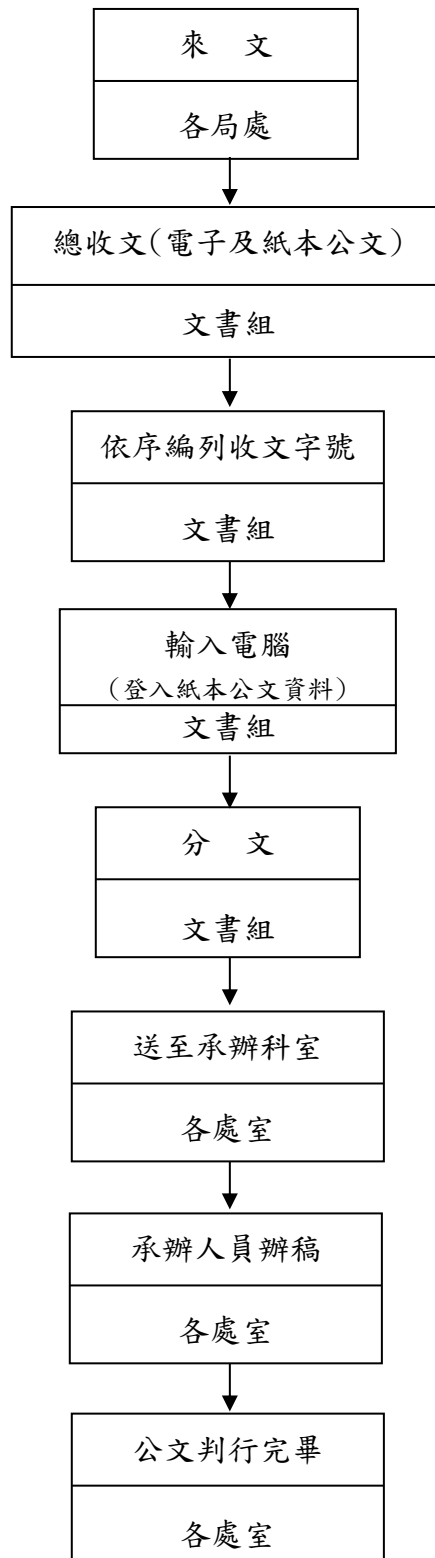 來　文
各局處
總收文(電子及紙本公文)
文書組
依序編列收文字號
文書組
輸入電腦
(登入紙本公文資料)
文書組
分　文
文書組
送至承辦科室
各處室
承辦人員辦稿
各處室
公文判行完畢
各處室